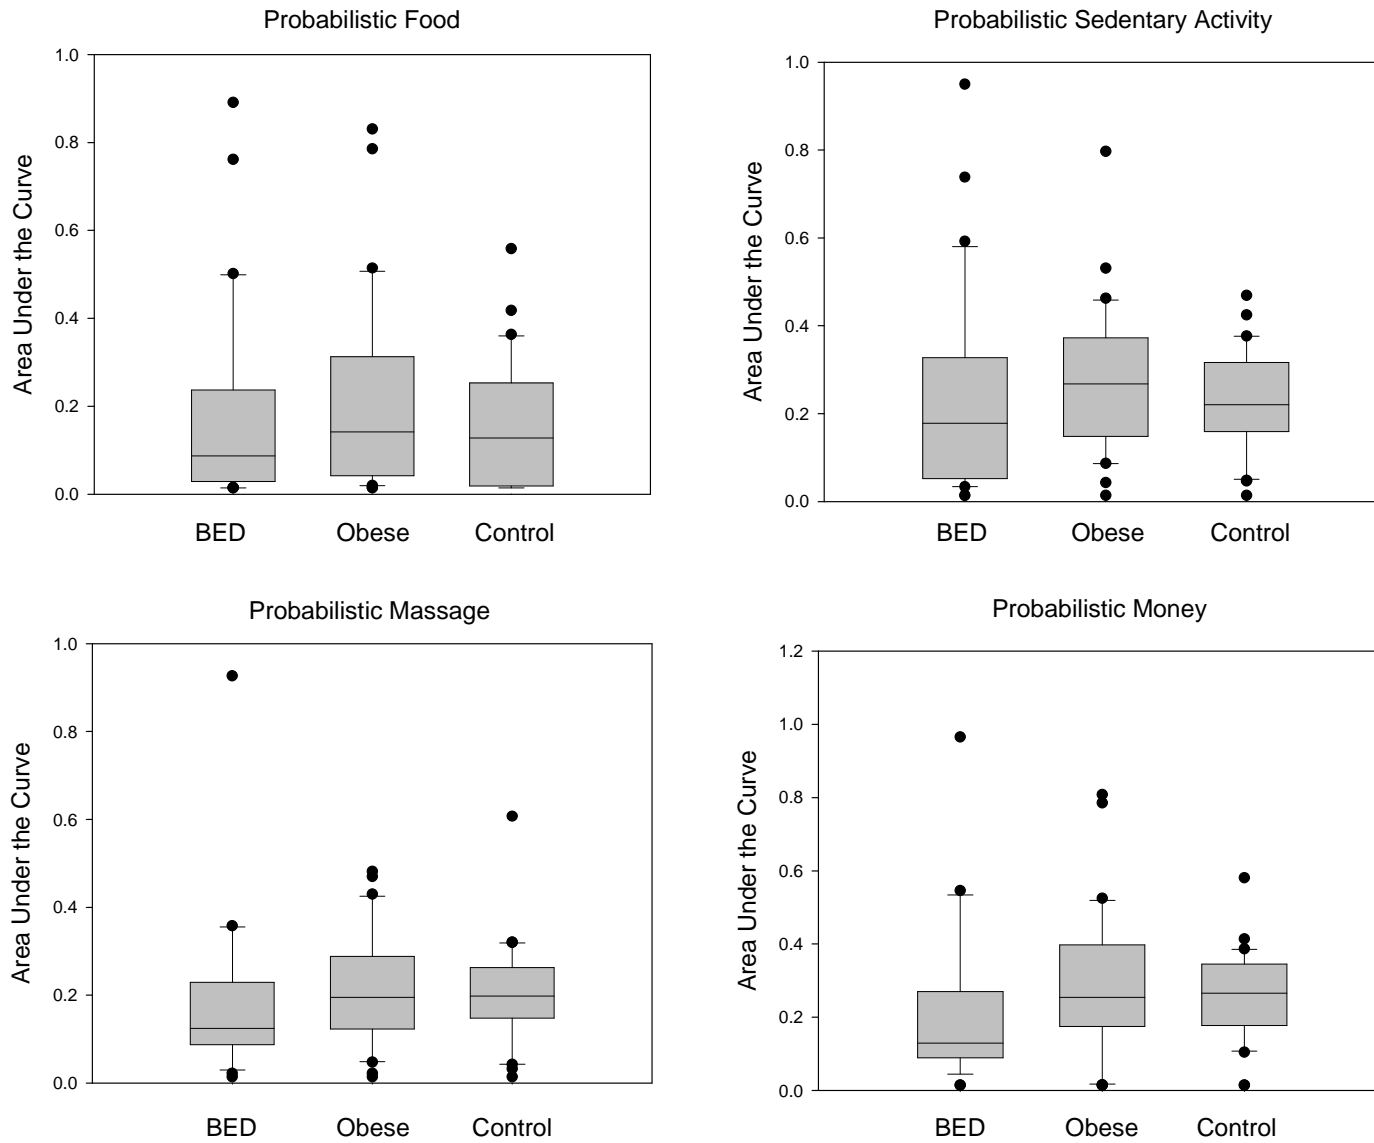 Probabilistic Food
Area Under the Curve
1.0
0.8
0.6
0.4
0.2
0.0
BED Obese Control
Probabilistic Sedentary Activity
Area Under the Curve
1.0
0.8
0.6
0.4
0.2
0.0
BED Obese Control
Probabilistic Massage
Area Under the Curve
1.0
0.8
0.6
0.4
0.2
0.0
BED Obese Control
Probabilistic Money
Area Under the Curve
1.2
1.0
0.8
0.6
0.4
0.2
0.0
BED Obese Control